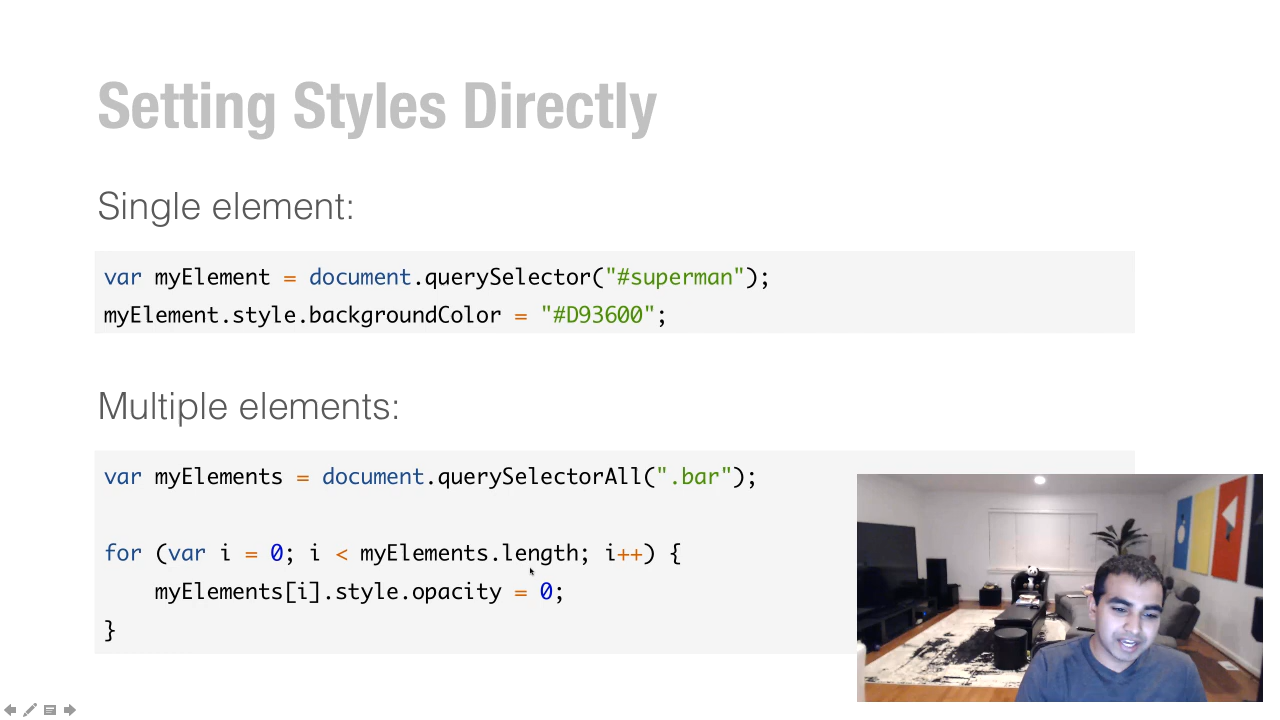 Setting Styles Directly
Single element:
var myElement = document.querySelector("#superman");
myElement.style.backgroundColor = "#D93600";
Multiple elements:
var myElements = document.querySelectorAll(".bar");
for (var i = 0; i < myElements.length; i++) {
    myElements[i].style.opacity = 0;
}